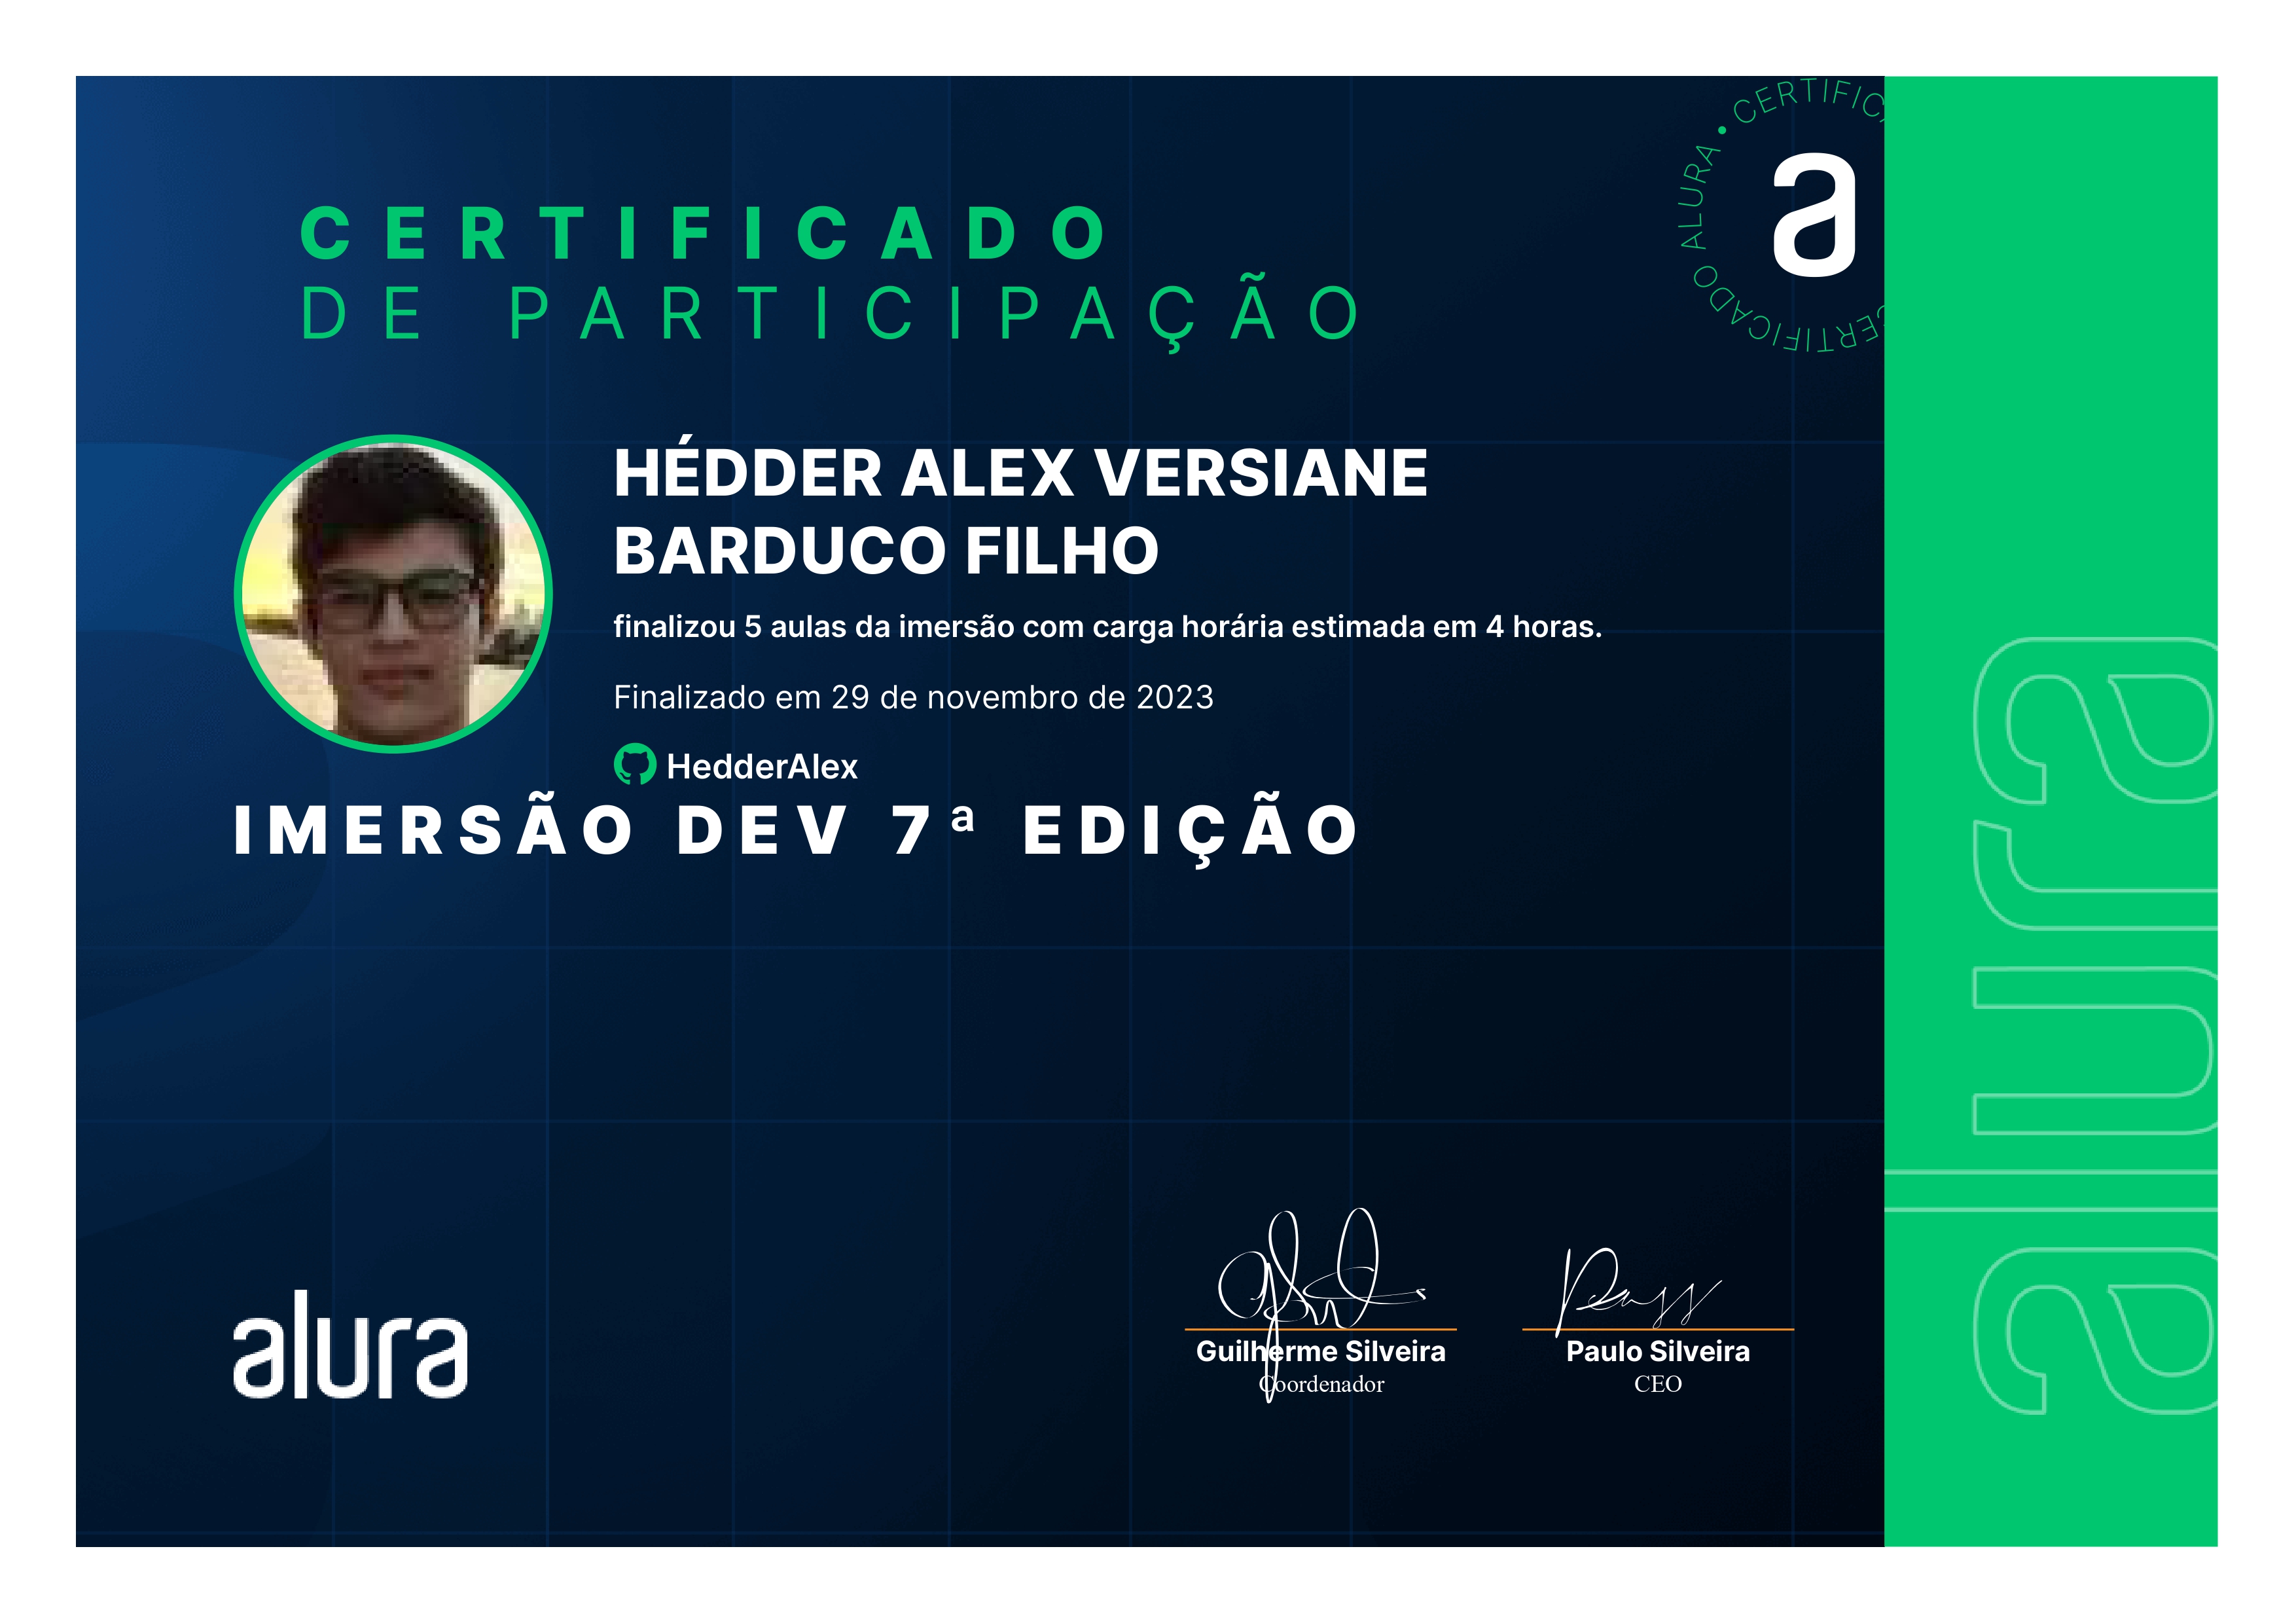 CERTIFICADO
DE PARTICIPAÇÃO
CERTIFICADO ALURA • CERTIFIC
a
HÉDDER ALEX VERSIANE
BARDUCO FILHO
finalizou 5 aulas da imersão com carga horária estimada em 4 horas.
Finalizado em 29 de novembro de 2023
HedderAlex
IMERSÃO DEV 7ª EDIÇÃO
alura
Guilherme Silveira
Coordenador
Paulo Silveira
CEO
alura